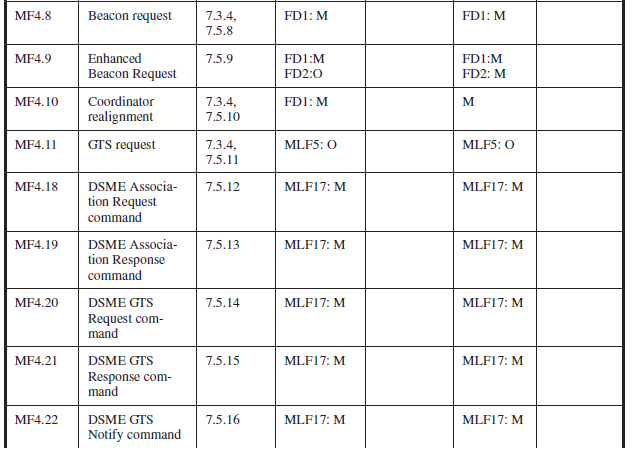 MF4.8 Beacon request 7.3.4, FD1: M FD1: M
7.5.8
MF4.9 Enhanced 7.5.9 FD1:M FD1:M
Beacon Request FD2:O FD2: M
MF4.10 Coordinator 7.3.4, FD1: M M
realignment 7.5.10
MF4.11 GTS request 7.3.4, MLF5: O MLF5: O
7.5.11
MF4.18 DSME Associa- 7.5.12 MLF17: M MLF17: M
tion Request
command
MF4.19 DSME Associa- 7.5.13 MLF17: M MLF17: M
tion Response
command
MF4.20 DSME GTS 7.5.14 MLF17: M MLF17: M
Request com-
mand
MF4.21 DSME GTS 7.5.15 MLF17: M MLF17: M
Response com-
mand
MF4.22 DSME GTS 7.5.16 MLF17: M MLF17: M
Notify command